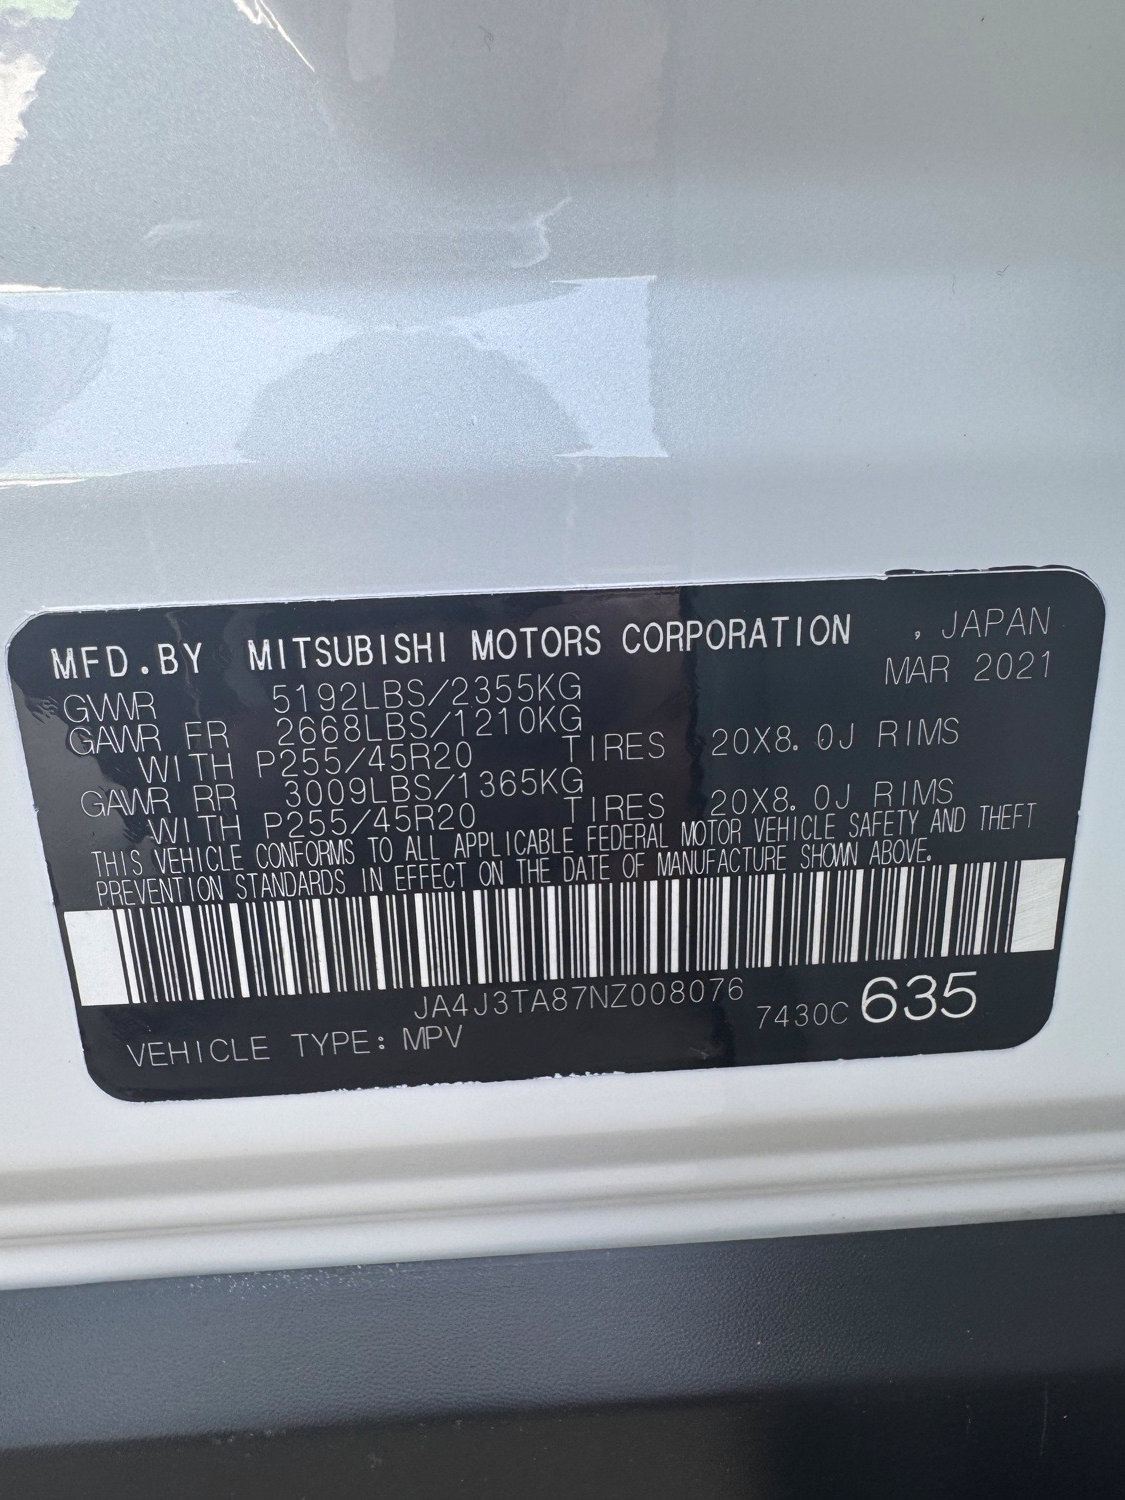 MFD.BY MITSUBISHI MOTORS CORPORATION , JAPAN
GVWR 5192LBS/2355KG MAR 2021
GAWR FR 2668LBS/1210KG
WITH P255/45R20 TIRES 20X8.0J RIMS
GAWR RR 3009LBS/1365KG
WITH P255/45R20 TIRES 20X8.0J RIMS
THIS VEHICLE CONFORMS TO ALL APPLICABLE FEDERAL MOTOR VEHICLE SAFETY AND THEFT
PREVENTION STANDARDS IN EFFECT ON THE DATE OF MANUFACTURE SHOWN ABOVE.
JA4J3TA87NZ008076
7430C 635
VEHICLE TYPE: MPV